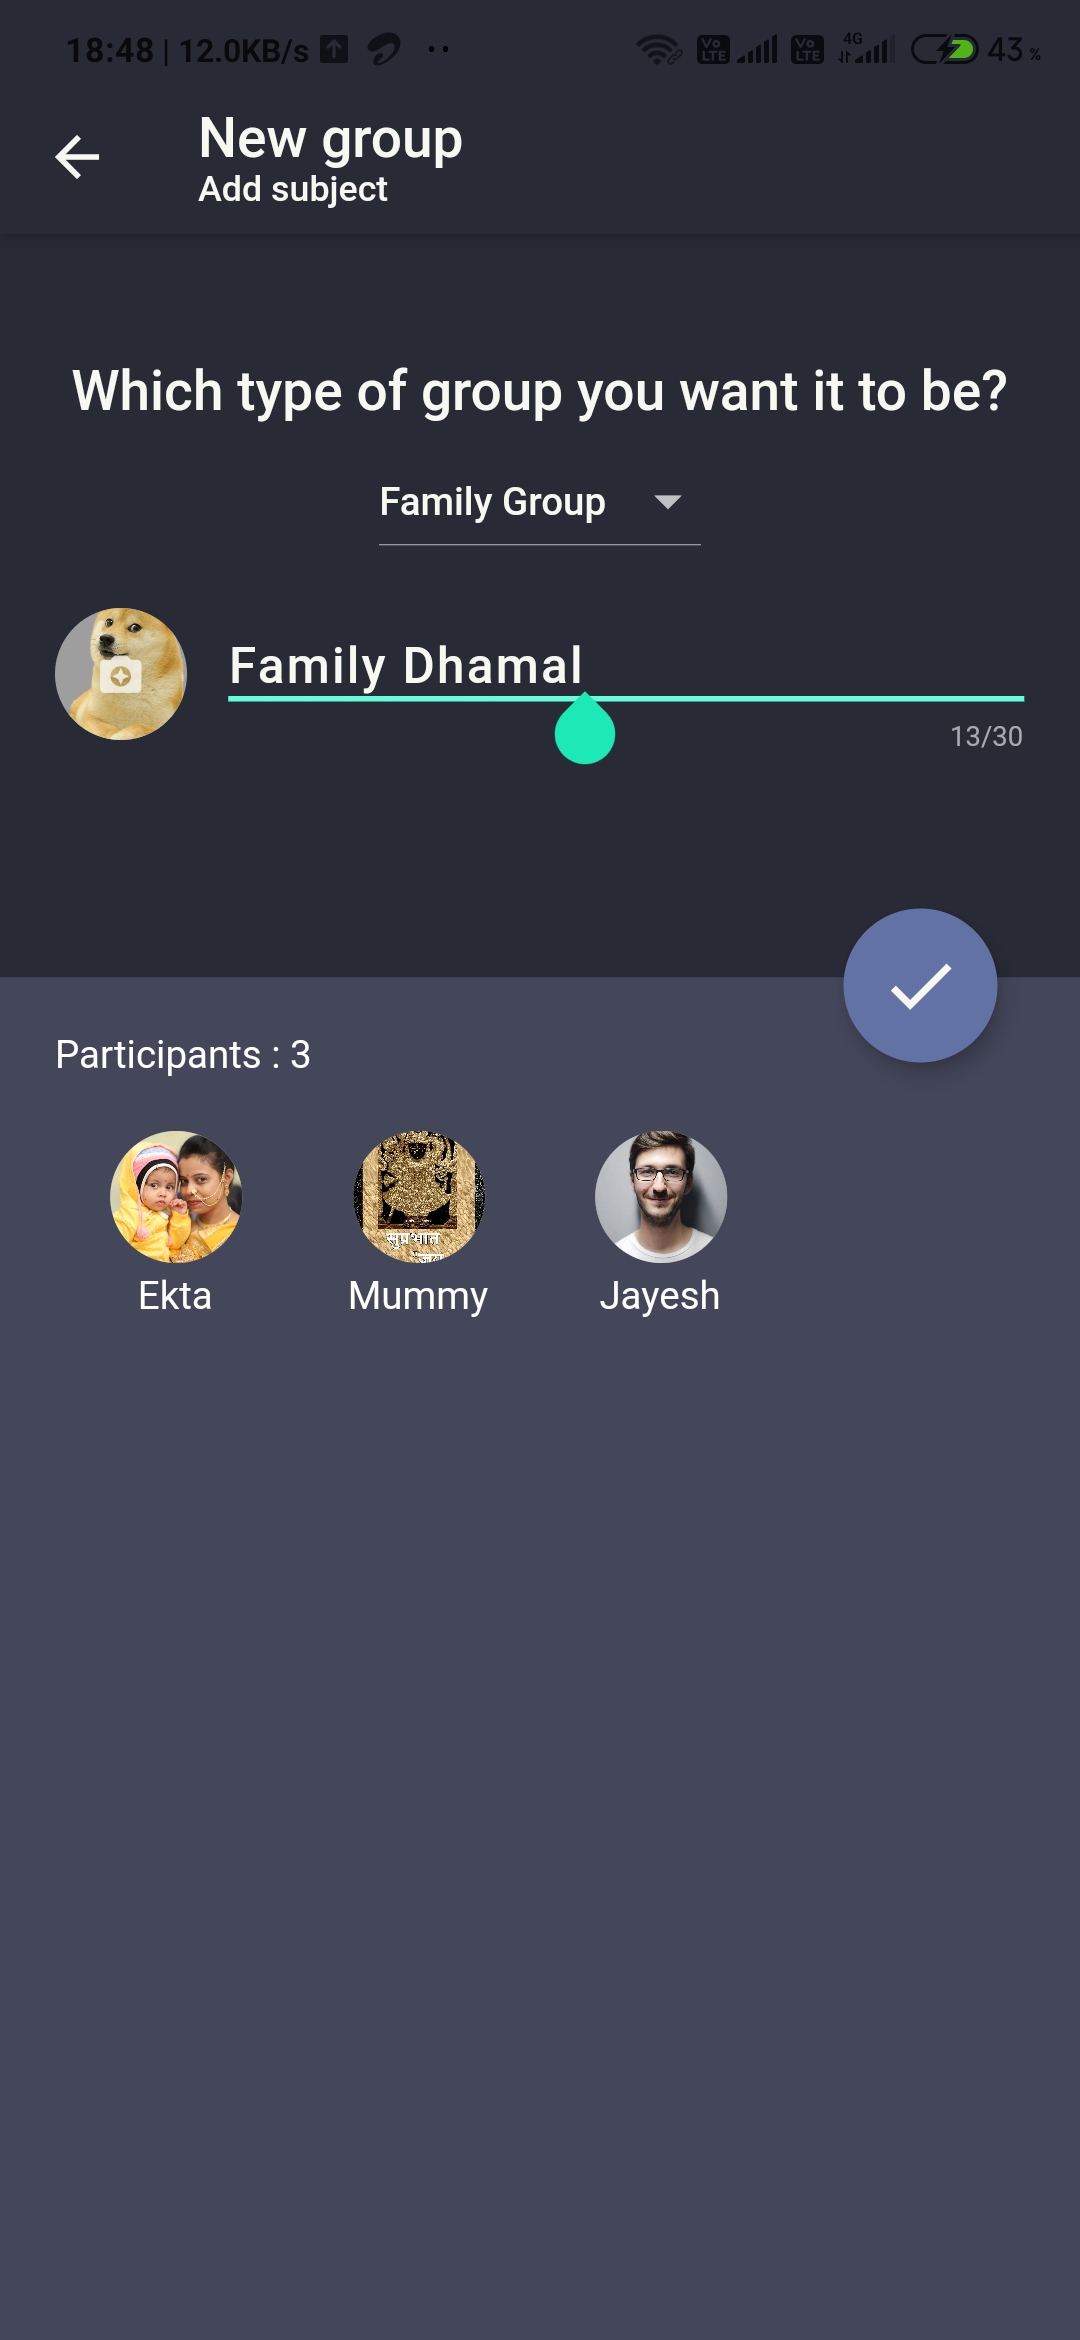 18:48 | 12.0KB/s
Vo LTE Vo LTE 4G 43 %
New group
Add subject
Which type of group you want it to be?
Family Group
Family Dhamal
13/30
Participants : 3
सुप्रभात
Ekta Mummy Jayesh